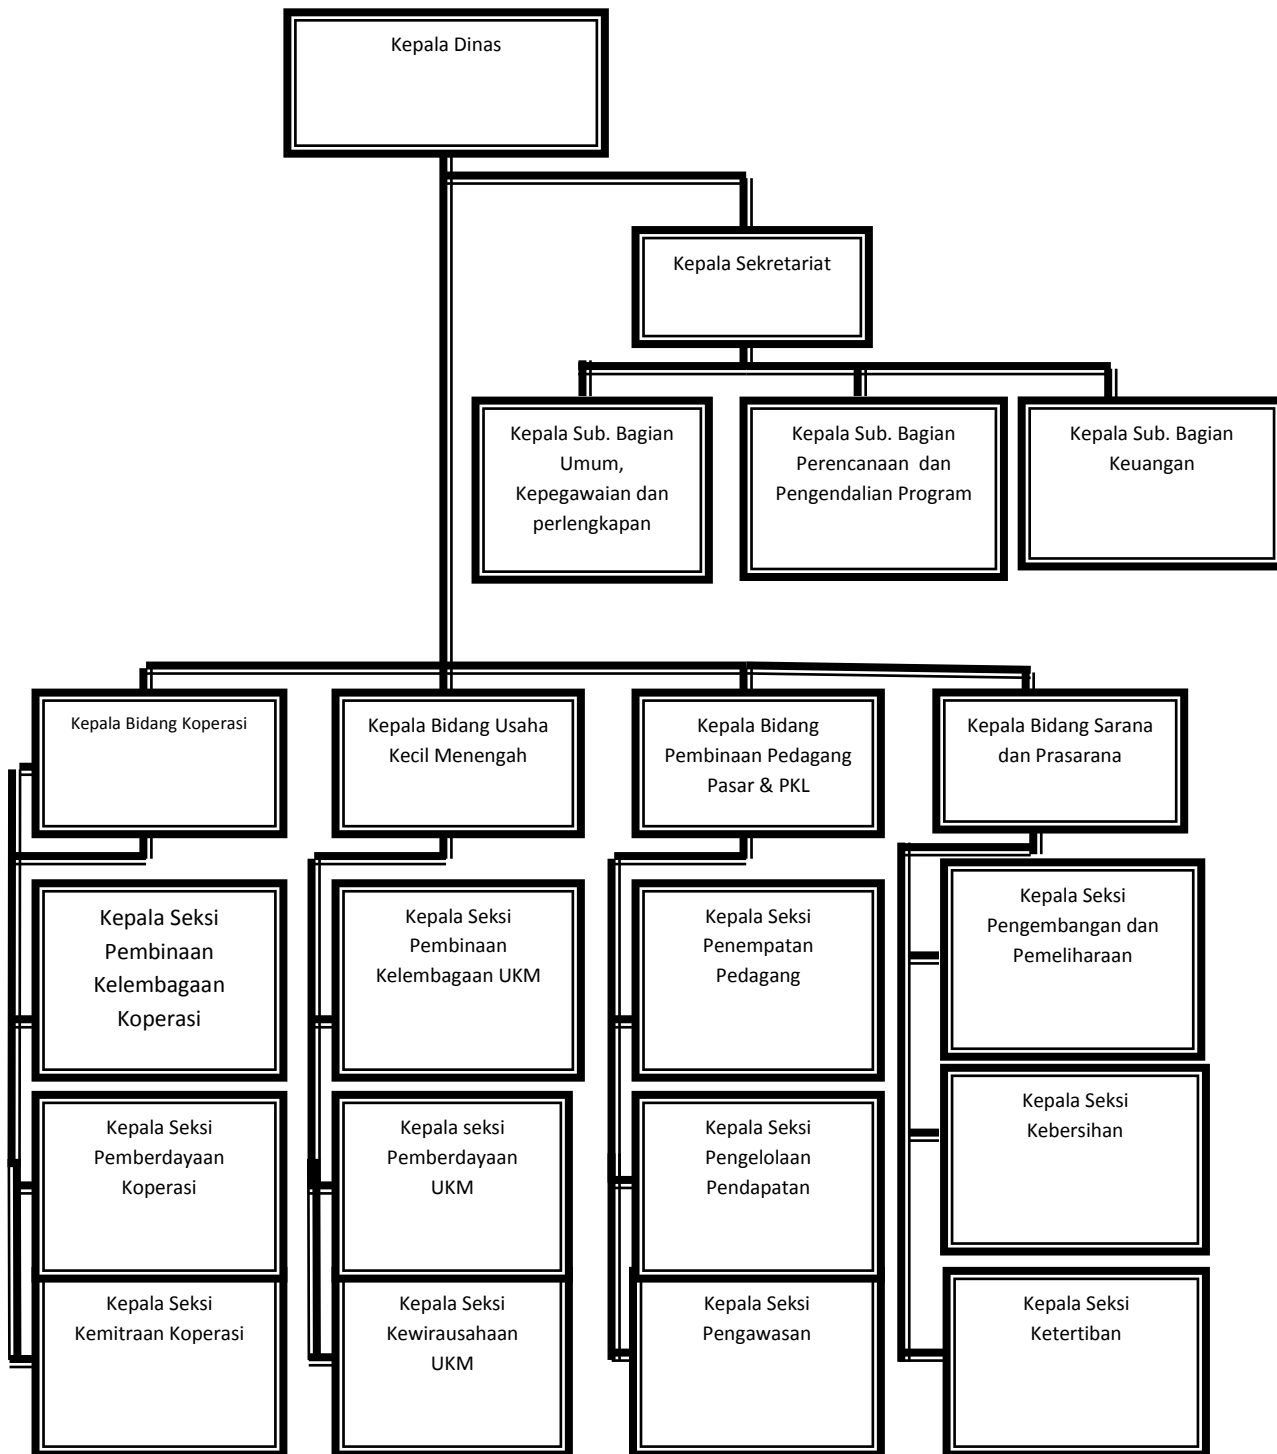 Kepala Dinas
Kepala Sekretariat
Kepala Sub. Bagian
Umum,
Kepegawaian dan
perlengkapan
Kepala Sub. Bagian
Perencanaan dan
Pengendalian Program
Kepala Sub. Bagian
Keuangan
Kepala Bidang Koperasi
Kepala Bidang Usaha
Kecil Menengah
Kepala Bidang
Pembinaan Pedagang
Pasar & PKL
Kepala Bidang Sarana
dan Prasarana
Kepala Seksi
Pembinaan
Kelembagaan
Koperasi
Kepala Seksi
Pembinaan
Kelembagaan UKM
Kepala Seksi
Penempatan
Pedagang
Kepala Seksi
Pengembangan dan
Pemeliharaan
Kepala Seksi
Pemberdayaan
Koperasi
Kepala seksi
Pemberdayaan
UKM
Kepala Seksi
Pengelolaan
Pendapatan
Kepala Seksi
Kebersihan
Kepala Seksi
Kemitraan Koperasi
Kepala Seksi
Kewirausahaan
UKM
Kepala Seksi
Pengawasan
Kepala Seksi
Ketertiban